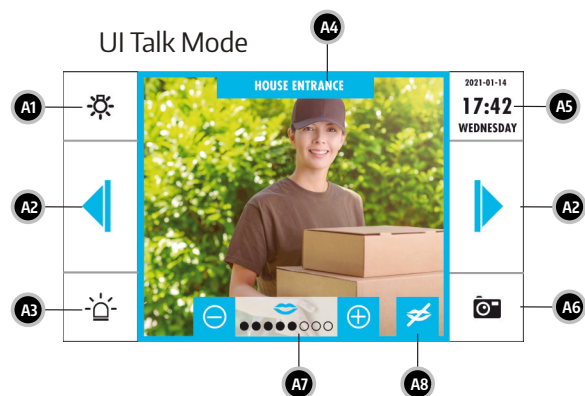 UI Talk Mode
A4
HOUSE ENTRANCE
A1
2021-01-14
17:42
WEDNESDAY
A5
A2
A2
A3
A6
A7
A8